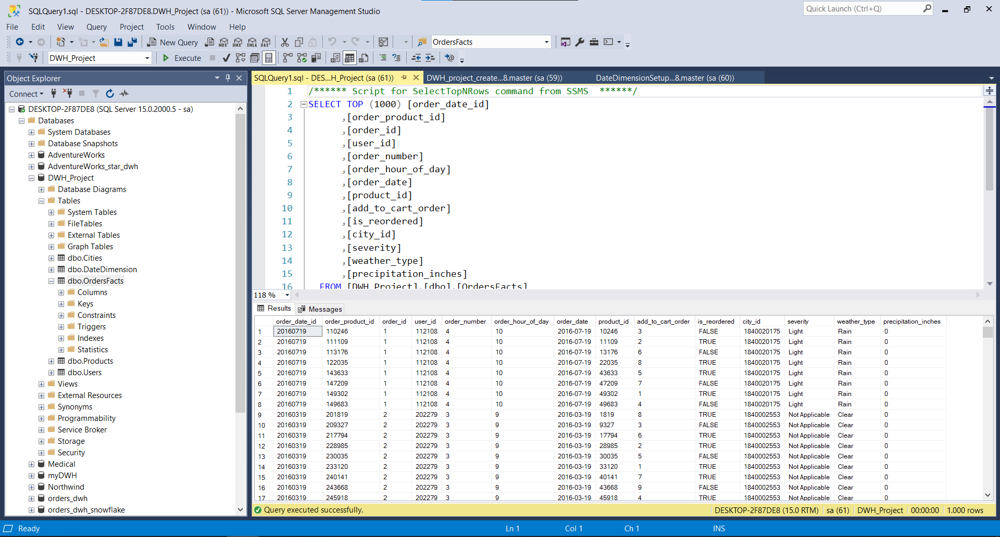 SQLQuery1.sql - DESKTOP-2F87DE8.DWH_Project (sa (61)) - Microsoft SQL Server Management Studio
Quick Launch (Ctrl+Q)
File Edit View Query Project Tools Window Help
New Query MDX DMX XMLA DAX OrdersFacts
DWH_Project Execute
Object Explorer
Connect
DESKTOP-2F87DE8 (SQL Server 15.0.2000.5 - sa)
Databases
System Databases
Database Snapshots
AdventureWorks
AdventureWorks_star_dwh
DWH_Project
Database Diagrams
Tables
System Tables
FileTables
External Tables
Graph Tables
dbo.Cities
dbo.DateDimension
dbo.OrdersFacts
Columns
Keys
Constraints
Triggers
Indexes
Statistics
dbo.Products
dbo.Users
Views
External Resources
Synonyms
Programmability
Service Broker
Storage
Security
Medical
myDWH
Northwind
orders_dwh
orders_dwh_snowflake
SQLQuery1.sql - DES...H_Project (sa (61)) DWH_project_create...8.master (sa (59)) DateDimensionSetup...8.master (sa (60))
1 /****** Script for SelectTopNRows command from SSMS ******/
2 SELECT TOP (1000) [order_date_id]
3 ,[order_product_id]
4 ,[order_id]
5 ,[user_id]
6 ,[order_number]
7 ,[order_hour_of_day]
8 ,[order_date]
9 ,[product_id]
10 ,[add_to_cart_order]
11 ,[is_reordered]
12 ,[city_id]
13 ,[severity]
14 ,[weather_type]
15 ,[precipitation_inches]
16 FROM [DWH_Project].[dbo].[OrdersFacts]
118 %
Results Messages
order_date_id order_product_id order_id user_id order_number order_hour_of_day order_date product_id add_to_cart_order is_reordered city_id severity weather_type precipitation_inches
1 20160719 110246 1 112108 4 10 2016-07-19 10246 3 FALSE 1840020175 Light Rain 0
2 20160719 111109 1 112108 4 10 2016-07-19 11109 2 TRUE 1840020175 Light Rain 0
3 20160719 113176 1 112108 4 10 2016-07-19 13176 6 FALSE 1840020175 Light Rain 0
4 20160719 122035 1 112108 4 10 2016-07-19 22035 8 TRUE 1840020175 Light Rain 0
5 20160719 143633 1 112108 4 10 2016-07-19 43633 5 TRUE 1840020175 Light Rain 0
6 20160719 147209 1 112108 4 10 2016-07-19 47209 7 FALSE 1840020175 Light Rain 0
7 20160719 149302 1 112108 4 10 2016-07-19 49302 1 TRUE 1840020175 Light Rain 0
8 20160719 149683 1 112108 4 10 2016-07-19 49683 4 FALSE 1840020175 Light Rain 0
9 20160319 201819 2 202279 3 9 2016-03-19 1819 8 TRUE 1840002553 Not Applicable Clear 0
10 20160319 209327 2 202279 3 9 2016-03-19 9327 3 FALSE 1840002553 Not Applicable Clear 0
11 20160319 217794 2 202279 3 9 2016-03-19 17794 6 TRUE 1840002553 Not Applicable Clear 0
12 20160319 228985 2 202279 3 9 2016-03-19 28985 2 TRUE 1840002553 Not Applicable Clear 0
13 20160319 230035 2 202279 3 9 2016-03-19 30035 5 FALSE 1840002553 Not Applicable Clear 0
14 20160319 233120 2 202279 3 9 2016-03-19 33120 1 TRUE 1840002553 Not Applicable Clear 0
15 20160319 240141 2 202279 3 9 2016-03-19 40141 7 TRUE 1840002553 Not Applicable Clear 0
16 20160319 243668 2 202279 3 9 2016-03-19 43668 9 FALSE 1840002553 Not Applicable Clear 0
17 20160319 245918 2 202279 3 9 2016-03-19 45918 4 TRUE 1840002553 Not Applicable Clear 0
Query executed successfully. DESKTOP-2F87DE8 (15.0 RTM) sa (61) DWH_Project 00:00:00 1.000 rows
Ready Ln 1 Col 1 Ch 1 INS